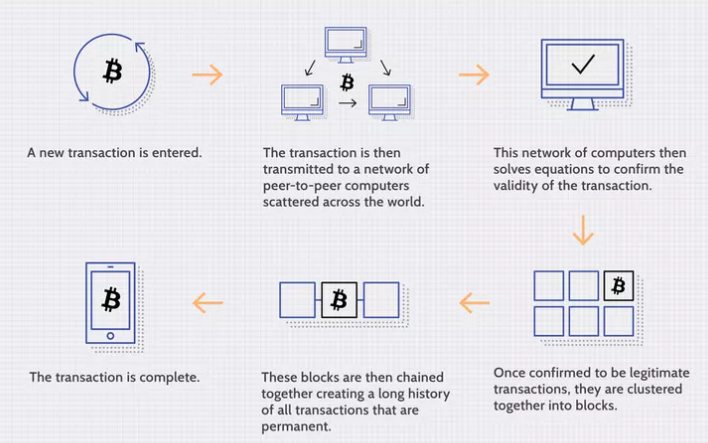 A new transaction is entered.
The transaction is then
transmitted to a network of
peer-to-peer computers
scattered across the world.
This network of computers then
solves equations to confirm the
validity of the transaction.
Once confirmed to be legitimate
transactions, they are clustered
together into blocks.
These blocks are then chained
together creating a long history
of all transactions that are
permanent.
The transaction is complete.